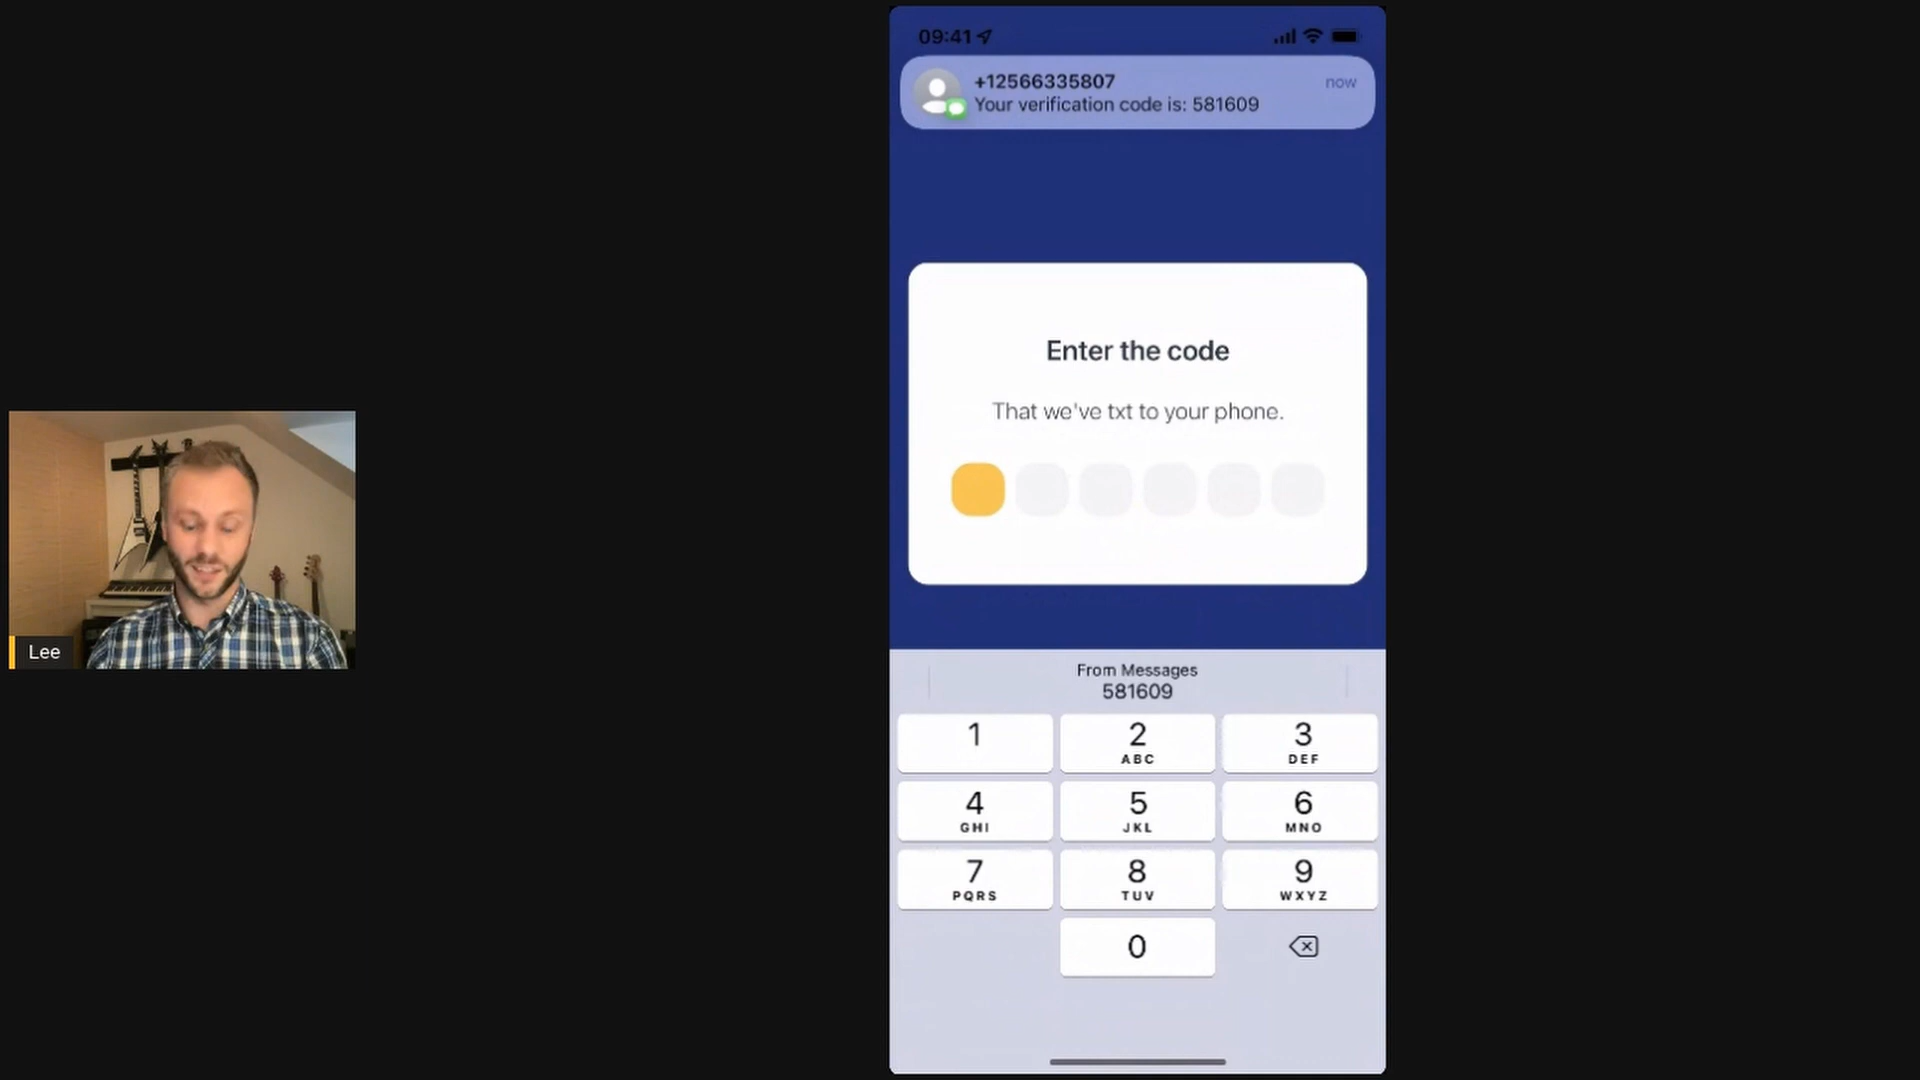 09:41
+12566335807
now
Your verification code is: 581609
Enter the code
That we've txt to your phone.
Lee
From Messages
581609
1
2
ABC
3
DEF
4
GHI
5
JKL
6
MNO
7
PQRS
8
TUV
9
WXYZ
0